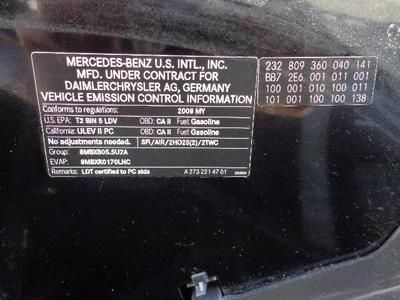 MERCEDES-BENZ U.S. INTL., INC.
MFD. UNDER CONTRACT FOR
DAIMLERCHRYSLER AG, GERMANY
VEHICLE EMISSION CONTROL INFORMATION
Conformance to regulations: 2008 MY
U.S. EPA: T2 BIN 5 LDV OBD: CA II Fuel: Gasoline
California: ULEV II PC OBD: CA II Fuel: Gasoline
No adjustments needed. SFI/AIR/2HO2S(2)/2TWC
Group: 8MBXR05.5U2A
EVAP: 8MBXR0170LNC
Remarks: LDT certified to PC stds A 273 221 47 01
232 809 360 040 141
BB7 2E6 001 011 001
100 001 010 100 011
101 001 100 100 138